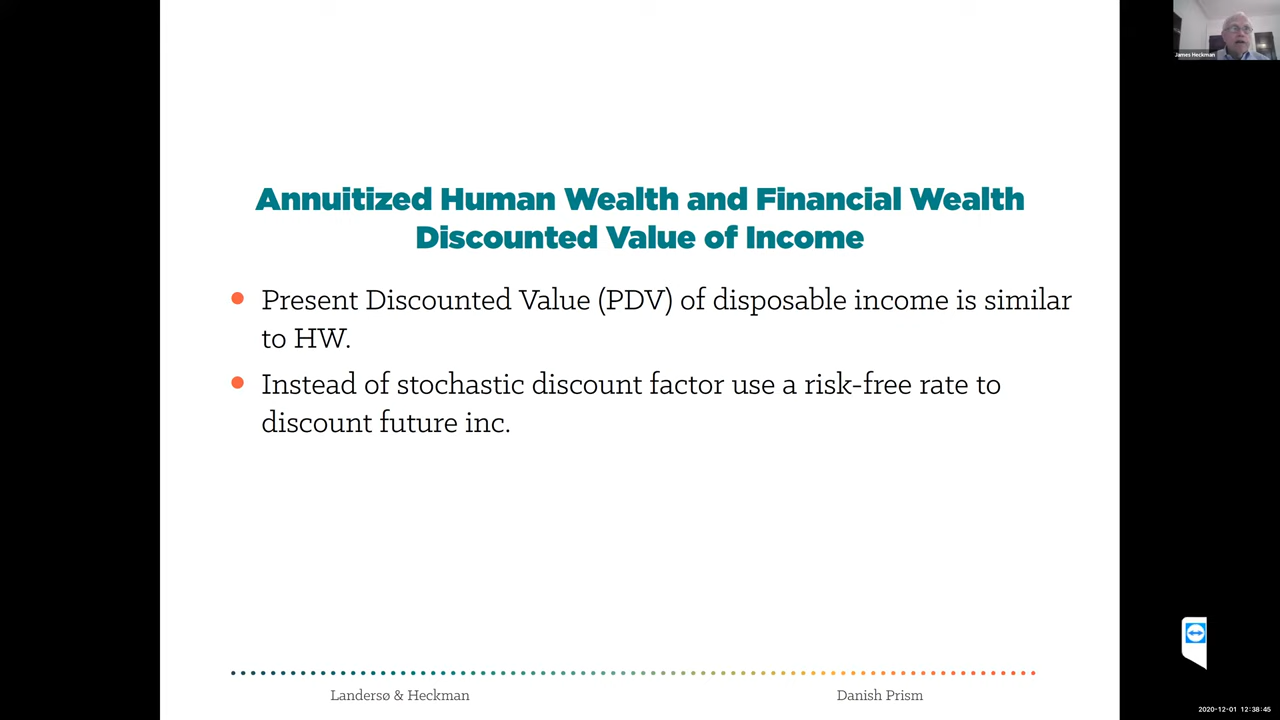 James Heckman
Annuitized Human Wealth and Financial Wealth
Discounted Value of Income
Present Discounted Value (PDV) of disposable income is similar
to HW.
Instead of stochastic discount factor use a risk-free rate to
discount future inc.
Landersø & Heckman
Danish Prism
2020-12-01 12:38:45